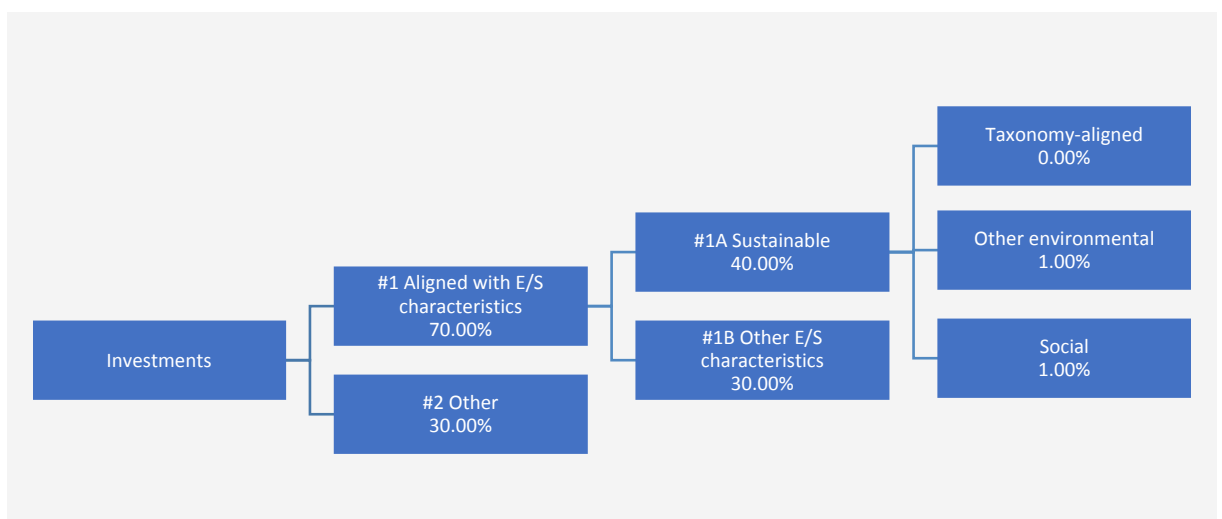 Investments
#1 Aligned with E/S
characteristics
70.00%
#2 Other
30.00%
#1A Sustainable
40.00%
#1B Other E/S
characteristics
30.00%
Taxonomy-aligned
0.00%
Other environmental
1.00%
Social
1.00%